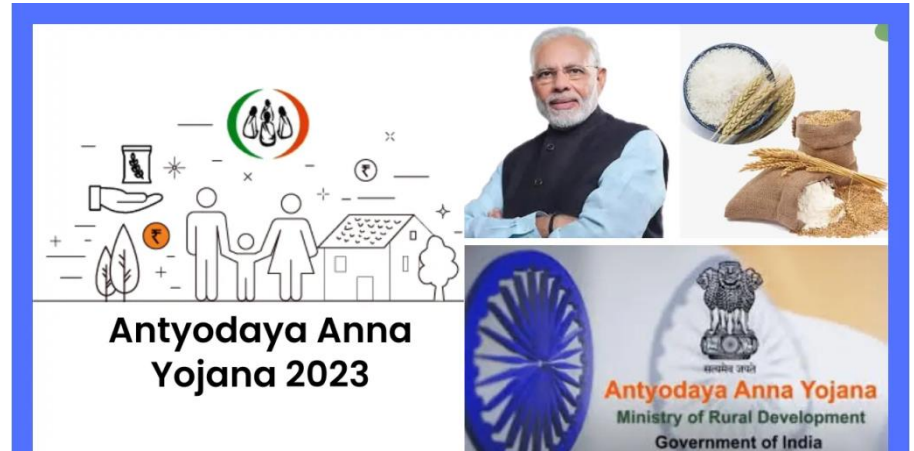 Antyodaya Anna
Yojana 2023
सत्यमेव जयते
Antyodaya Anna Yojana
Ministry of Rural Development
Government of India